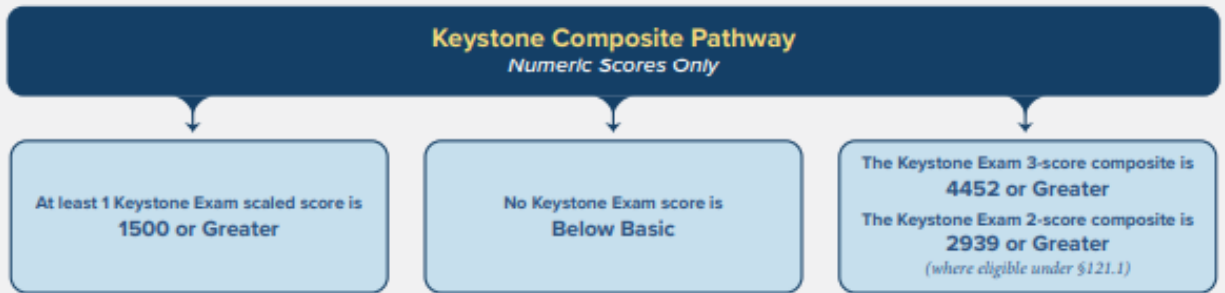 Keystone Composite Pathway
Numeric Scores Only
At least 1 Keystone Exam scaled score is
1500 or Greater
No Keystone Exam score is
Below Basic
The Keystone Exam 3-score composite is
4452 or Greater
The Keystone Exam 2-score composite is
2939 or Greater
(where eligible under §121.1)